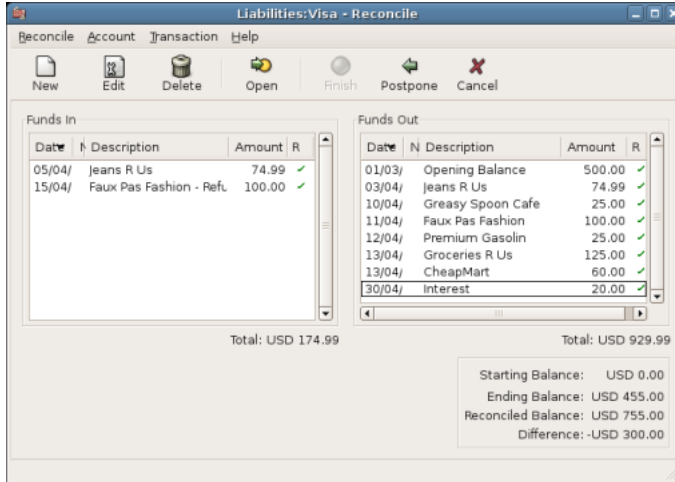 Liabilities:Visa - Reconcile
Reconcile Account Transaction Help
New Edit Delete Open Finish Postpone Cancel
Funds In
Date N Description Amount R
05/04/ Jeans R Us 74.99 ✓
15/04/ Faux Pas Fashion - Refu 100.00 ✓
Total: USD 174.99
Funds Out
Date N Description Amount R
01/03/ Opening Balance 500.00 ✓
03/04/ Jeans R Us 74.99 ✓
10/04/ Greasy Spoon Cafe 25.00 ✓
11/04/ Faux Pas Fashion 100.00 ✓
12/04/ Premium Gasolin 25.00 ✓
13/04/ Groceries R Us 125.00 ✓
13/04/ CheapMart 60.00 ✓
30/04/ Interest 20.00 ✓
Total: USD 929.99
Starting Balance: USD 0.00
Ending Balance: USD 455.00
Reconciled Balance: USD 755.00
Difference: -USD 300.00